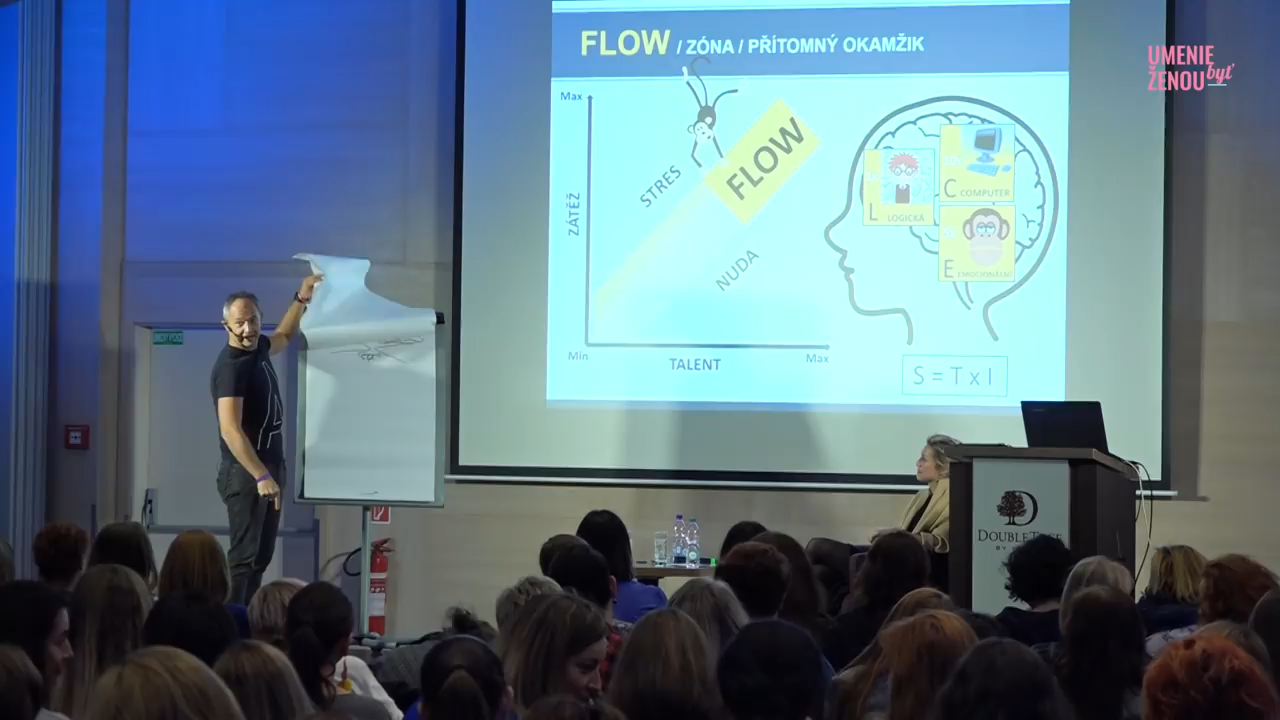 FLOW / ZÓNA / PŘÍTOMNÝ OKAMŽIK
UMENIE
byť
ŽENOU
Max
STRES
FLOW
ZÁTĚŽ
NUDA
Min
TALENT
Max
L LOGICKÁ
C COMPUTER
E EMOCIONÁLNÍ
S = T x I
DOUBLETREE